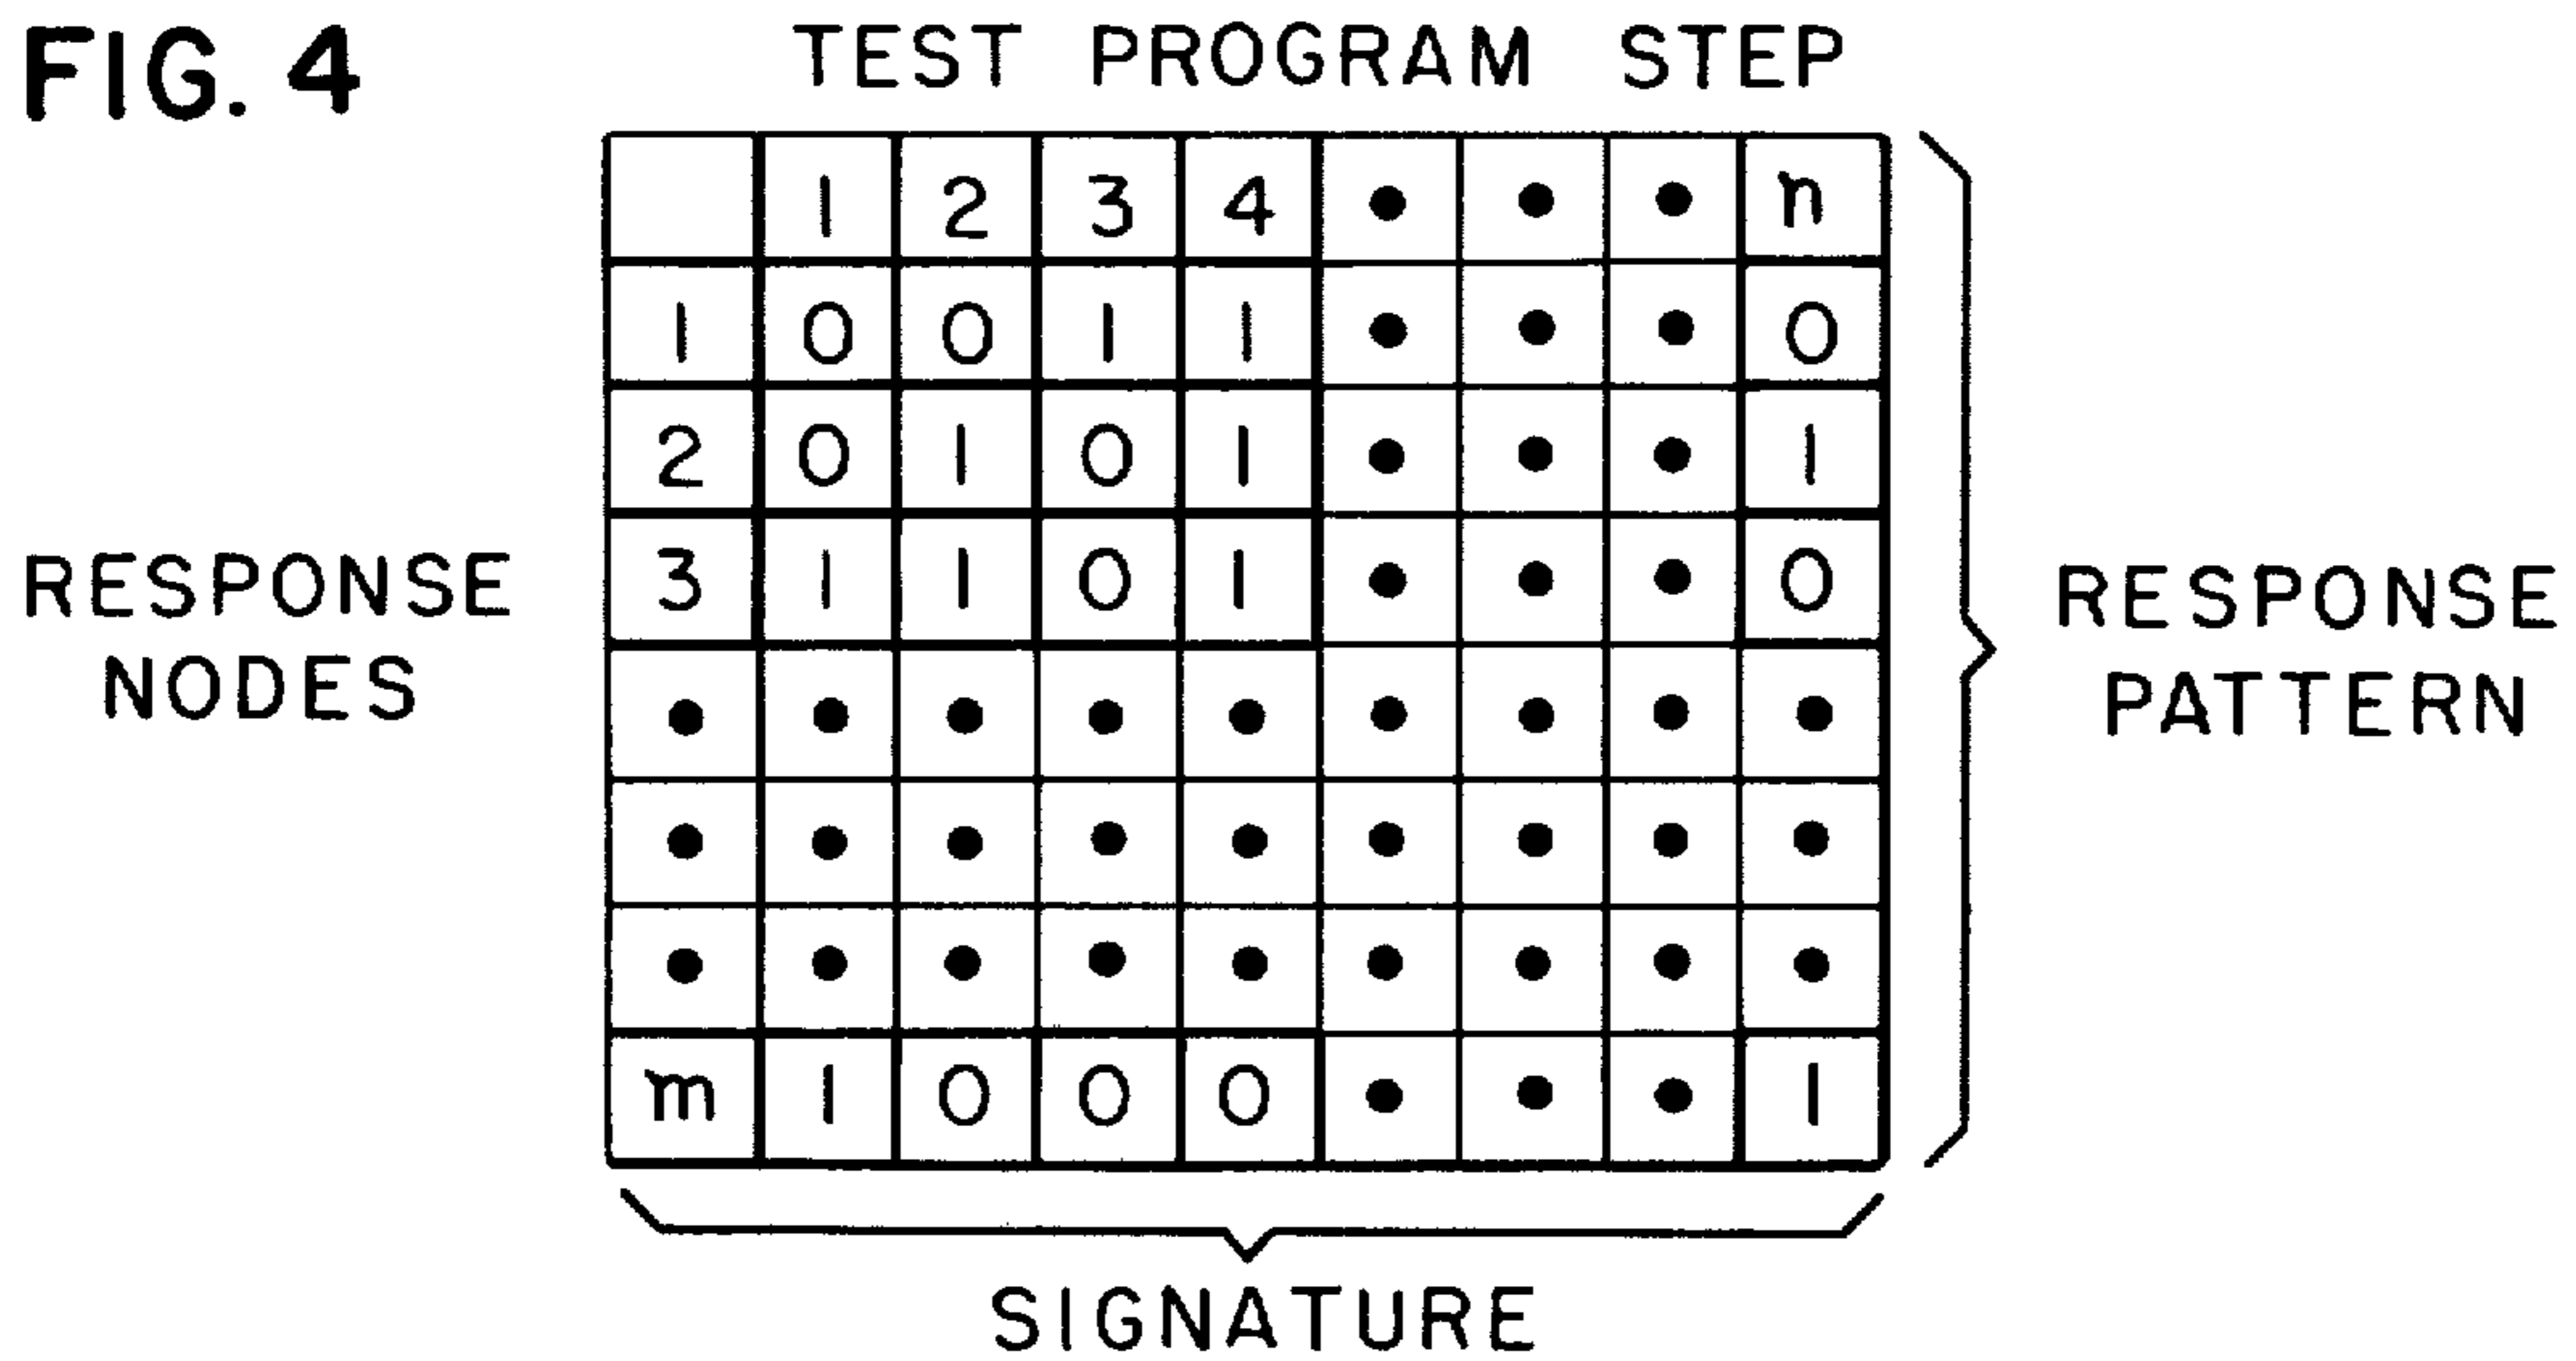 FIG. 4
TEST PROGRAM STEP
1 2 3 4 • • • n
1 0 0 1 1 • • • 0
2 0 1 0 1 • • • 1
3 1 1 0 1 • • • 0
• • • • • • • • •
• • • • • • • • •
• • • • • • • • •
m 1 0 0 0 • • • 1
RESPONSE
NODES
RESPONSE
PATTERN
SIGNATURE